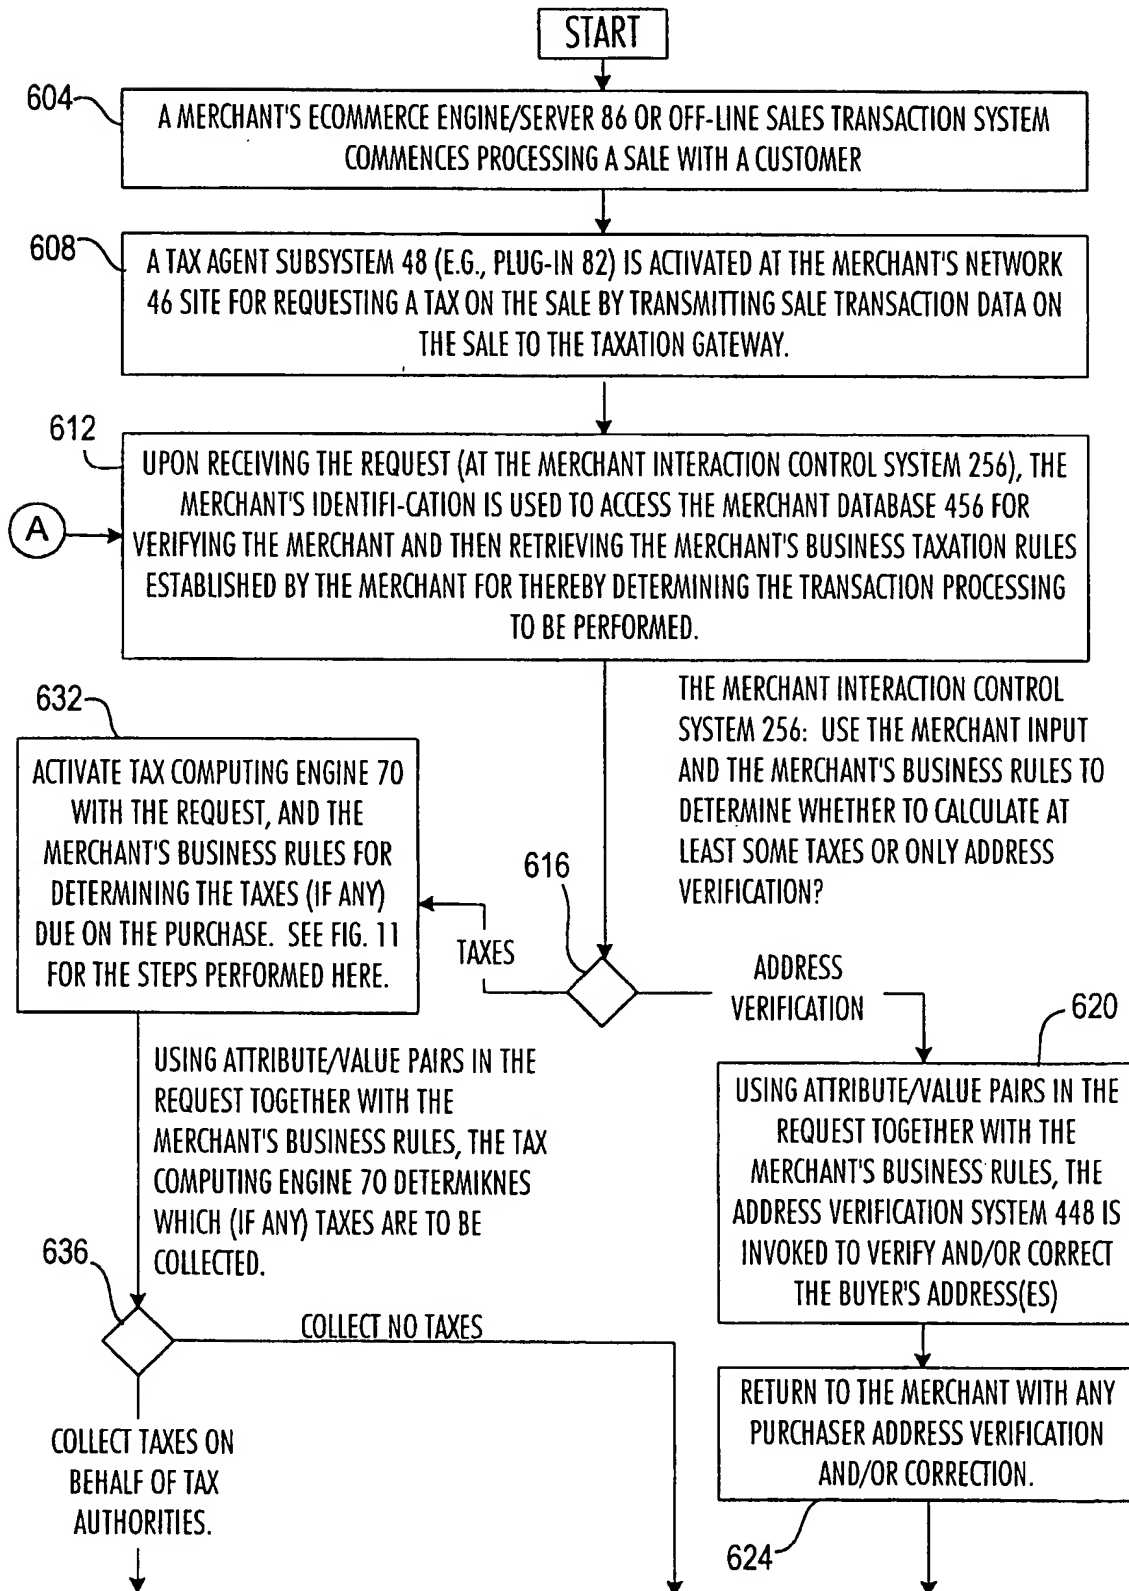 START
604
A MERCHANT'S ECOMMERCE ENGINE/SERVER 86 OR OFF-LINE SALES TRANSACTION SYSTEM
COMMENCES PROCESSING A SALE WITH A CUSTOMER
608
A TAX AGENT SUBSYSTEM 48 (E.G., PLUG-IN 82) IS ACTIVATED AT THE MERCHANT'S NETWORK
46 SITE FOR REQUESTING A TAX ON THE SALE BY TRANSMITTING SALE TRANSACTION DATA ON
THE SALE TO THE TAXATION GATEWAY.
612
UPON RECEIVING THE REQUEST (AT THE MERCHANT INTERACTION CONTROL SYSTEM 256), THE
MERCHANT'S IDENTIFI-CATION IS USED TO ACCESS THE MERCHANT DATABASE 456 FOR
VERIFYING THE MERCHANT AND THEN RETRIEVING THE MERCHANT'S BUSINESS TAXATION RULES
ESTABLISHED BY THE MERCHANT FOR THEREBY DETERMINING THE TRANSACTION PROCESSING
TO BE PERFORMED.
A
THE MERCHANT INTERACTION CONTROL
SYSTEM 256: USE THE MERCHANT INPUT
AND THE MERCHANT'S BUSINESS RULES TO
DETERMINE WHETHER TO CALCULATE AT
LEAST SOME TAXES OR ONLY ADDRESS
VERIFICATION?
632
ACTIVATE TAX COMPUTING ENGINE 70
WITH THE REQUEST, AND THE
MERCHANT'S BUSINESS RULES FOR
DETERMINING THE TAXES (IF ANY)
DUE ON THE PURCHASE. SEE FIG. 11
FOR THE STEPS PERFORMED HERE.
616
TAXES
ADDRESS
VERIFICATION
620
USING ATTRIBUTE/VALUE PAIRS IN THE
REQUEST TOGETHER WITH THE
MERCHANT'S BUSINESS RULES, THE TAX
COMPUTING ENGINE 70 DETERMIKNES
WHICH (IF ANY) TAXES ARE TO BE
COLLECTED.
USING ATTRIBUTE/VALUE PAIRS IN THE
REQUEST TOGETHER WITH THE
MERCHANT'S BUSINESS RULES, THE
ADDRESS VERIFICATION SYSTEM 448 IS
INVOKED TO VERIFY AND/OR CORRECT
THE BUYER'S ADDRESS(ES)
636
COLLECT NO TAXES
COLLECT TAXES ON
BEHALF OF TAX
AUTHORITIES.
RETURN TO THE MERCHANT WITH ANY
PURCHASER ADDRESS VERIFICATION
AND/OR CORRECTION.
624